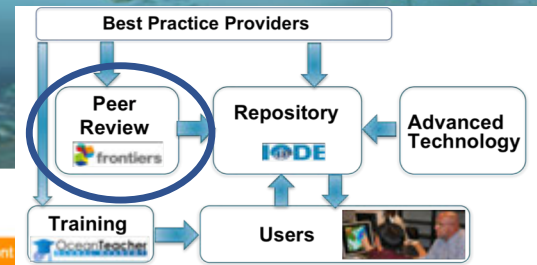 Best Practice Providers
Peer
Review
frontiers
Repository
IODE
Advanced
Technology
Training
OceanTeacher
Users